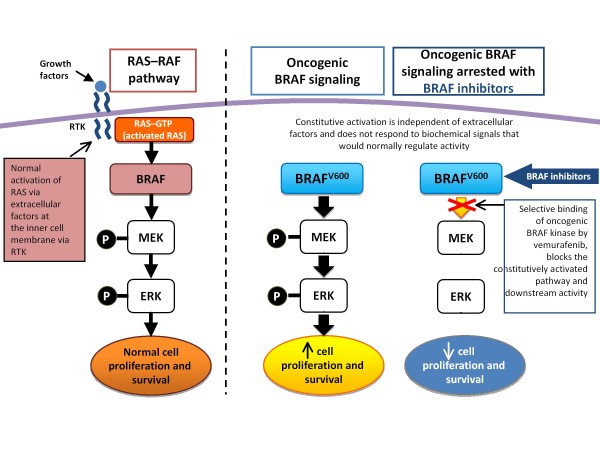 Growth
factors
RAS–RAF
pathway
Oncogenic
BRAF signaling
Oncogenic BRAF
signaling arrested with
BRAF inhibitors
RTK
RAS–GTP
(activated RAS)
Constitutive activation is independent of extracellular
factors and does not respond to biochemical signals that
would normally regulate activity
Normal
activation of
RAS via
extracellular
factors at
the inner cell
membrane via
RTK
BRAF
BRAFV600
BRAFV600
BRAF inhibitors
Selective binding
of oncogenic
BRAF kinase by
vemurafenib,
blocks the
constitutively activated
pathway and
downstream activity
P
MEK
P
MEK
MEK
P
ERK
P
ERK
ERK
Normal cell
proliferation and
survival
↑ cell
proliferation and
survival
↓ cell
proliferation and
survival